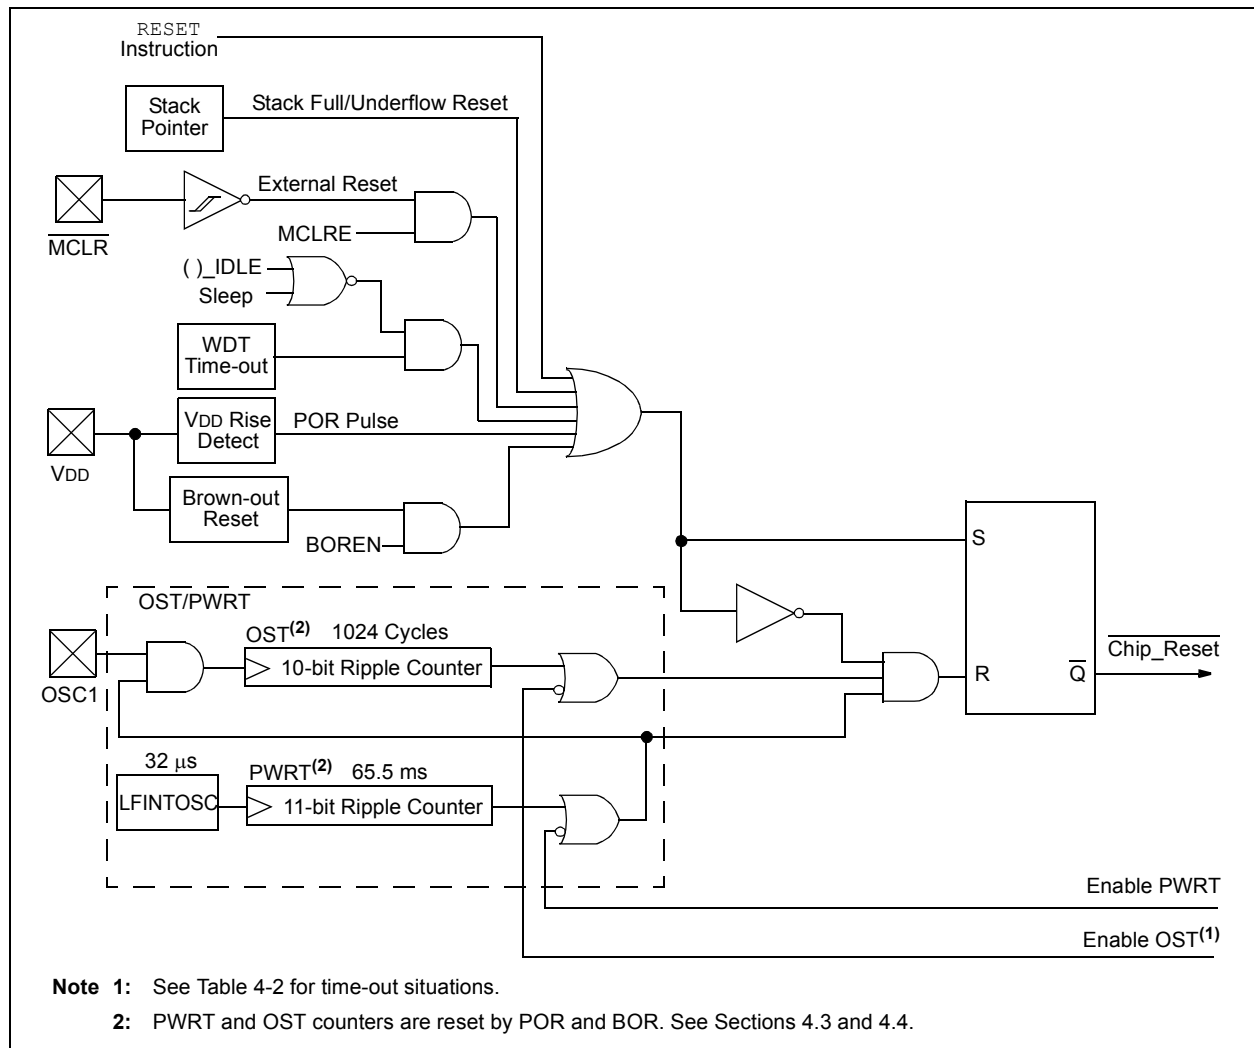 RESET
Instruction
Stack
Pointer
Stack Full/Underflow Reset
External Reset
MCLR
MCLRE
( )_IDLE
Sleep
WDT
Time-out
VDD Rise
Detect
POR Pulse
VDD
Brown-out
Reset
BOREN
S
OST/PWRT
OST(2) 1024 Cycles
10-bit Ripple Counter
OSC1
Chip_Reset
R
Q
32 μs
PWRT(2) 65.5 ms
LFINTOSC
11-bit Ripple Counter
Enable PWRT
Enable OST(1)
Note 1: See Table 4-2 for time-out situations.
2: PWRT and OST counters are reset by POR and BOR. See Sections 4.3 and 4.4.